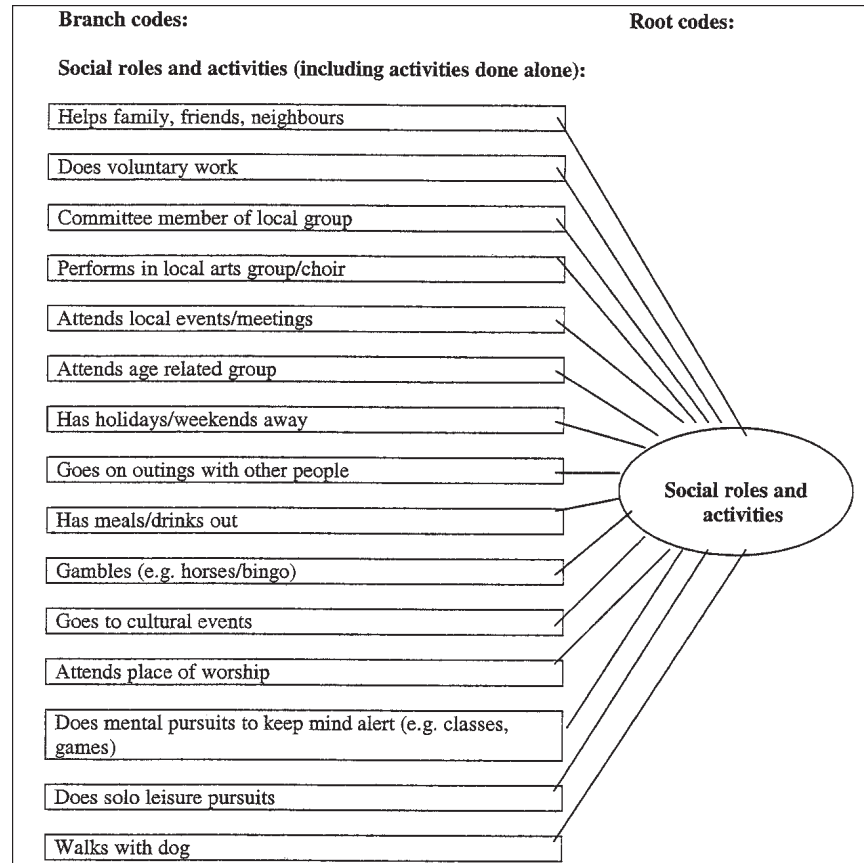 Branch codes:
Root codes:
Social roles and activities (including activities done alone):
Helps family, friends, neighbours
Does voluntary work
Committee member of local group
Performs in local arts group/choir
Attends local events/meetings
Attends age related group
Has holidays/weekends away
Goes on outings with other people
Social roles and
activities
Has meals/drinks out
Gambles (e.g. horses/bingo)
Goes to cultural events
Attends place of worship
Does mental pursuits to keep mind alert (e.g. classes,
games)
Does solo leisure pursuits
Walks with dog